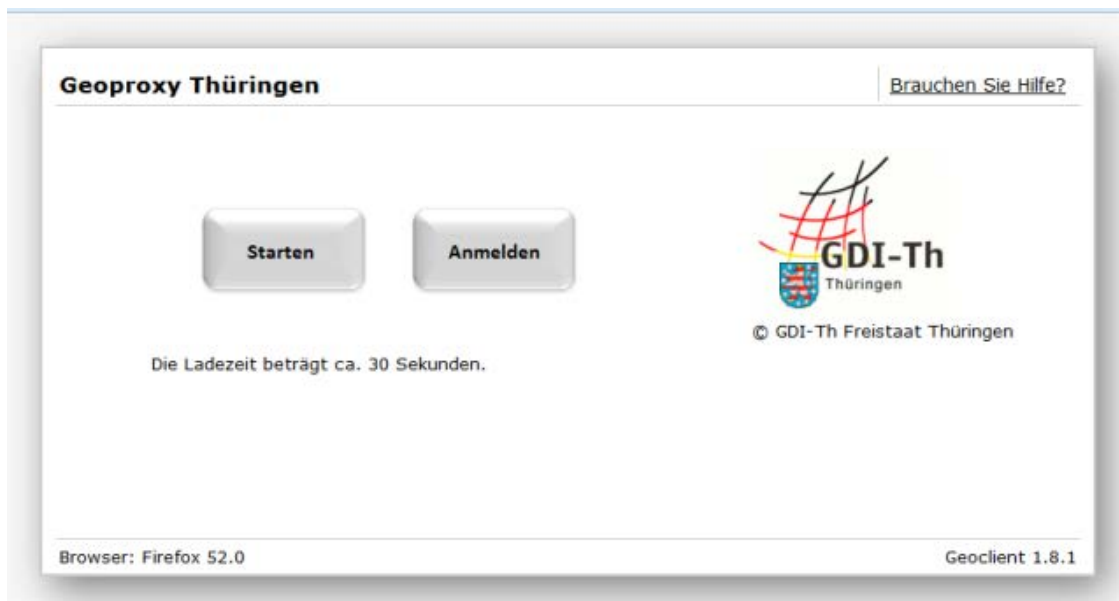 Geoproxy Thüringen
Brauchen Sie Hilfe?
Starten
Anmelden
GDI-Th
Thüringen
© GDI-Th Freistaat Thüringen
Die Ladezeit beträgt ca. 30 Sekunden.
Browser: Firefox 52.0
Geoclient 1.8.1